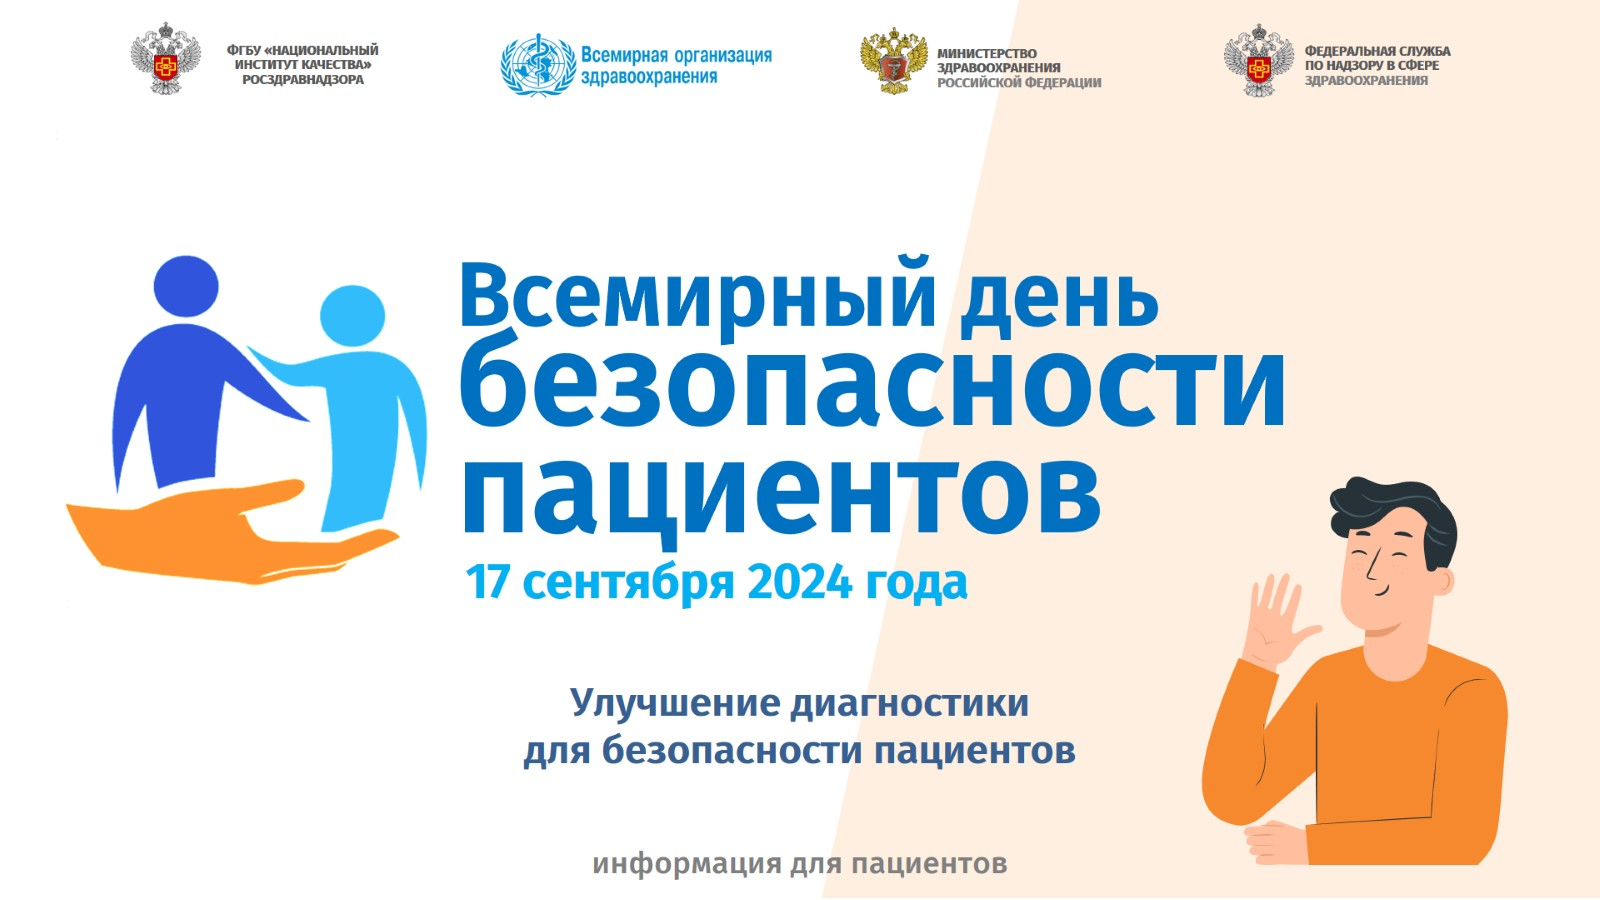 ФГБУ «НАЦИОНАЛЬНЫЙ
ИНСТИТУТ КАЧЕСТВА»
РОСЗДРАВНАДЗОРА
Всемирная организация
здравоохранения
МИНИСТЕРСТВО
ЗДРАВООХРАНЕНИЯ
РОССИЙСКОЙ ФЕДЕРАЦИИ
ФЕДЕРАЛЬНАЯ СЛУЖБА
ПО НАДЗОРУ В СФЕРЕ
ЗДРАВООХРАНЕНИЯ
Всемирный день
безопасности
пациентов
17 сентября 2024 года
Улучшение диагностики
для безопасности пациентов
информация для пациентов